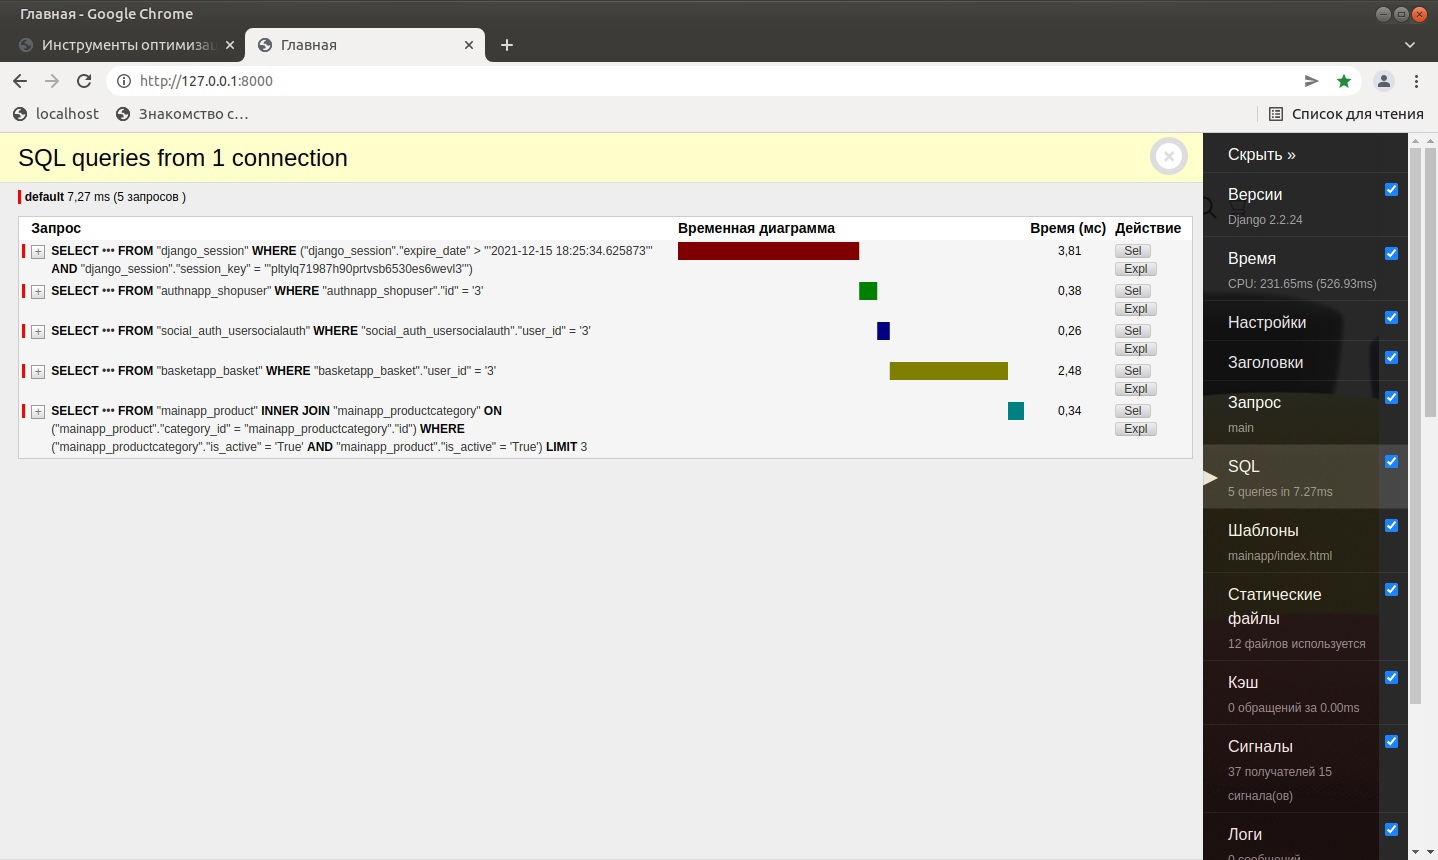 Главная - Google Chrome
Инструменты оптимизац
Главная
http://127.0.0.1:8000
localhost
Знакомство с…
Список для чтения
SQL queries from 1 connection
default 7,27 ms (5 запросов )
Запрос Временная диаграмма Время (мс) Действие
SELECT ••• FROM "django_session" WHERE ("django_session"."expire_date" > '''2021-12-15 18:25:34.625873''' 3,81 Sel
AND "django_session"."session_key" = '''pltylq71987h90prtvsb6530es6wevl3''') Expl
SELECT ••• FROM "authnapp_shopuser" WHERE "authnapp_shopuser"."id" = '3' 0,38 Sel
Expl
SELECT ••• FROM "social_auth_usersocialauth" WHERE "social_auth_usersocialauth"."user_id" = '3' 0,26 Sel
Expl
SELECT ••• FROM "basketapp_basket" WHERE "basketapp_basket"."user_id" = '3' 2,48 Sel
Expl
SELECT ••• FROM "mainapp_product" INNER JOIN "mainapp_productcategory" ON 0,34 Sel
("mainapp_product"."category_id" = "mainapp_productcategory"."id") WHERE Expl
("mainapp_productcategory"."is_active" = 'True' AND "mainapp_product"."is_active" = 'True') LIMIT 3
Скрыть »
Версии
Django 2.2.24
Время
CPU: 231.65ms (526.93ms)
Настройки
Заголовки
Запрос
main
SQL
5 queries in 7.27ms
Шаблоны
mainapp/index.html
Статические
файлы
12 файлов используется
Кэш
0 обращений за 0.00ms
Сигналы
37 получателей 15
сигнала(ов)
Логи
0 сообщений